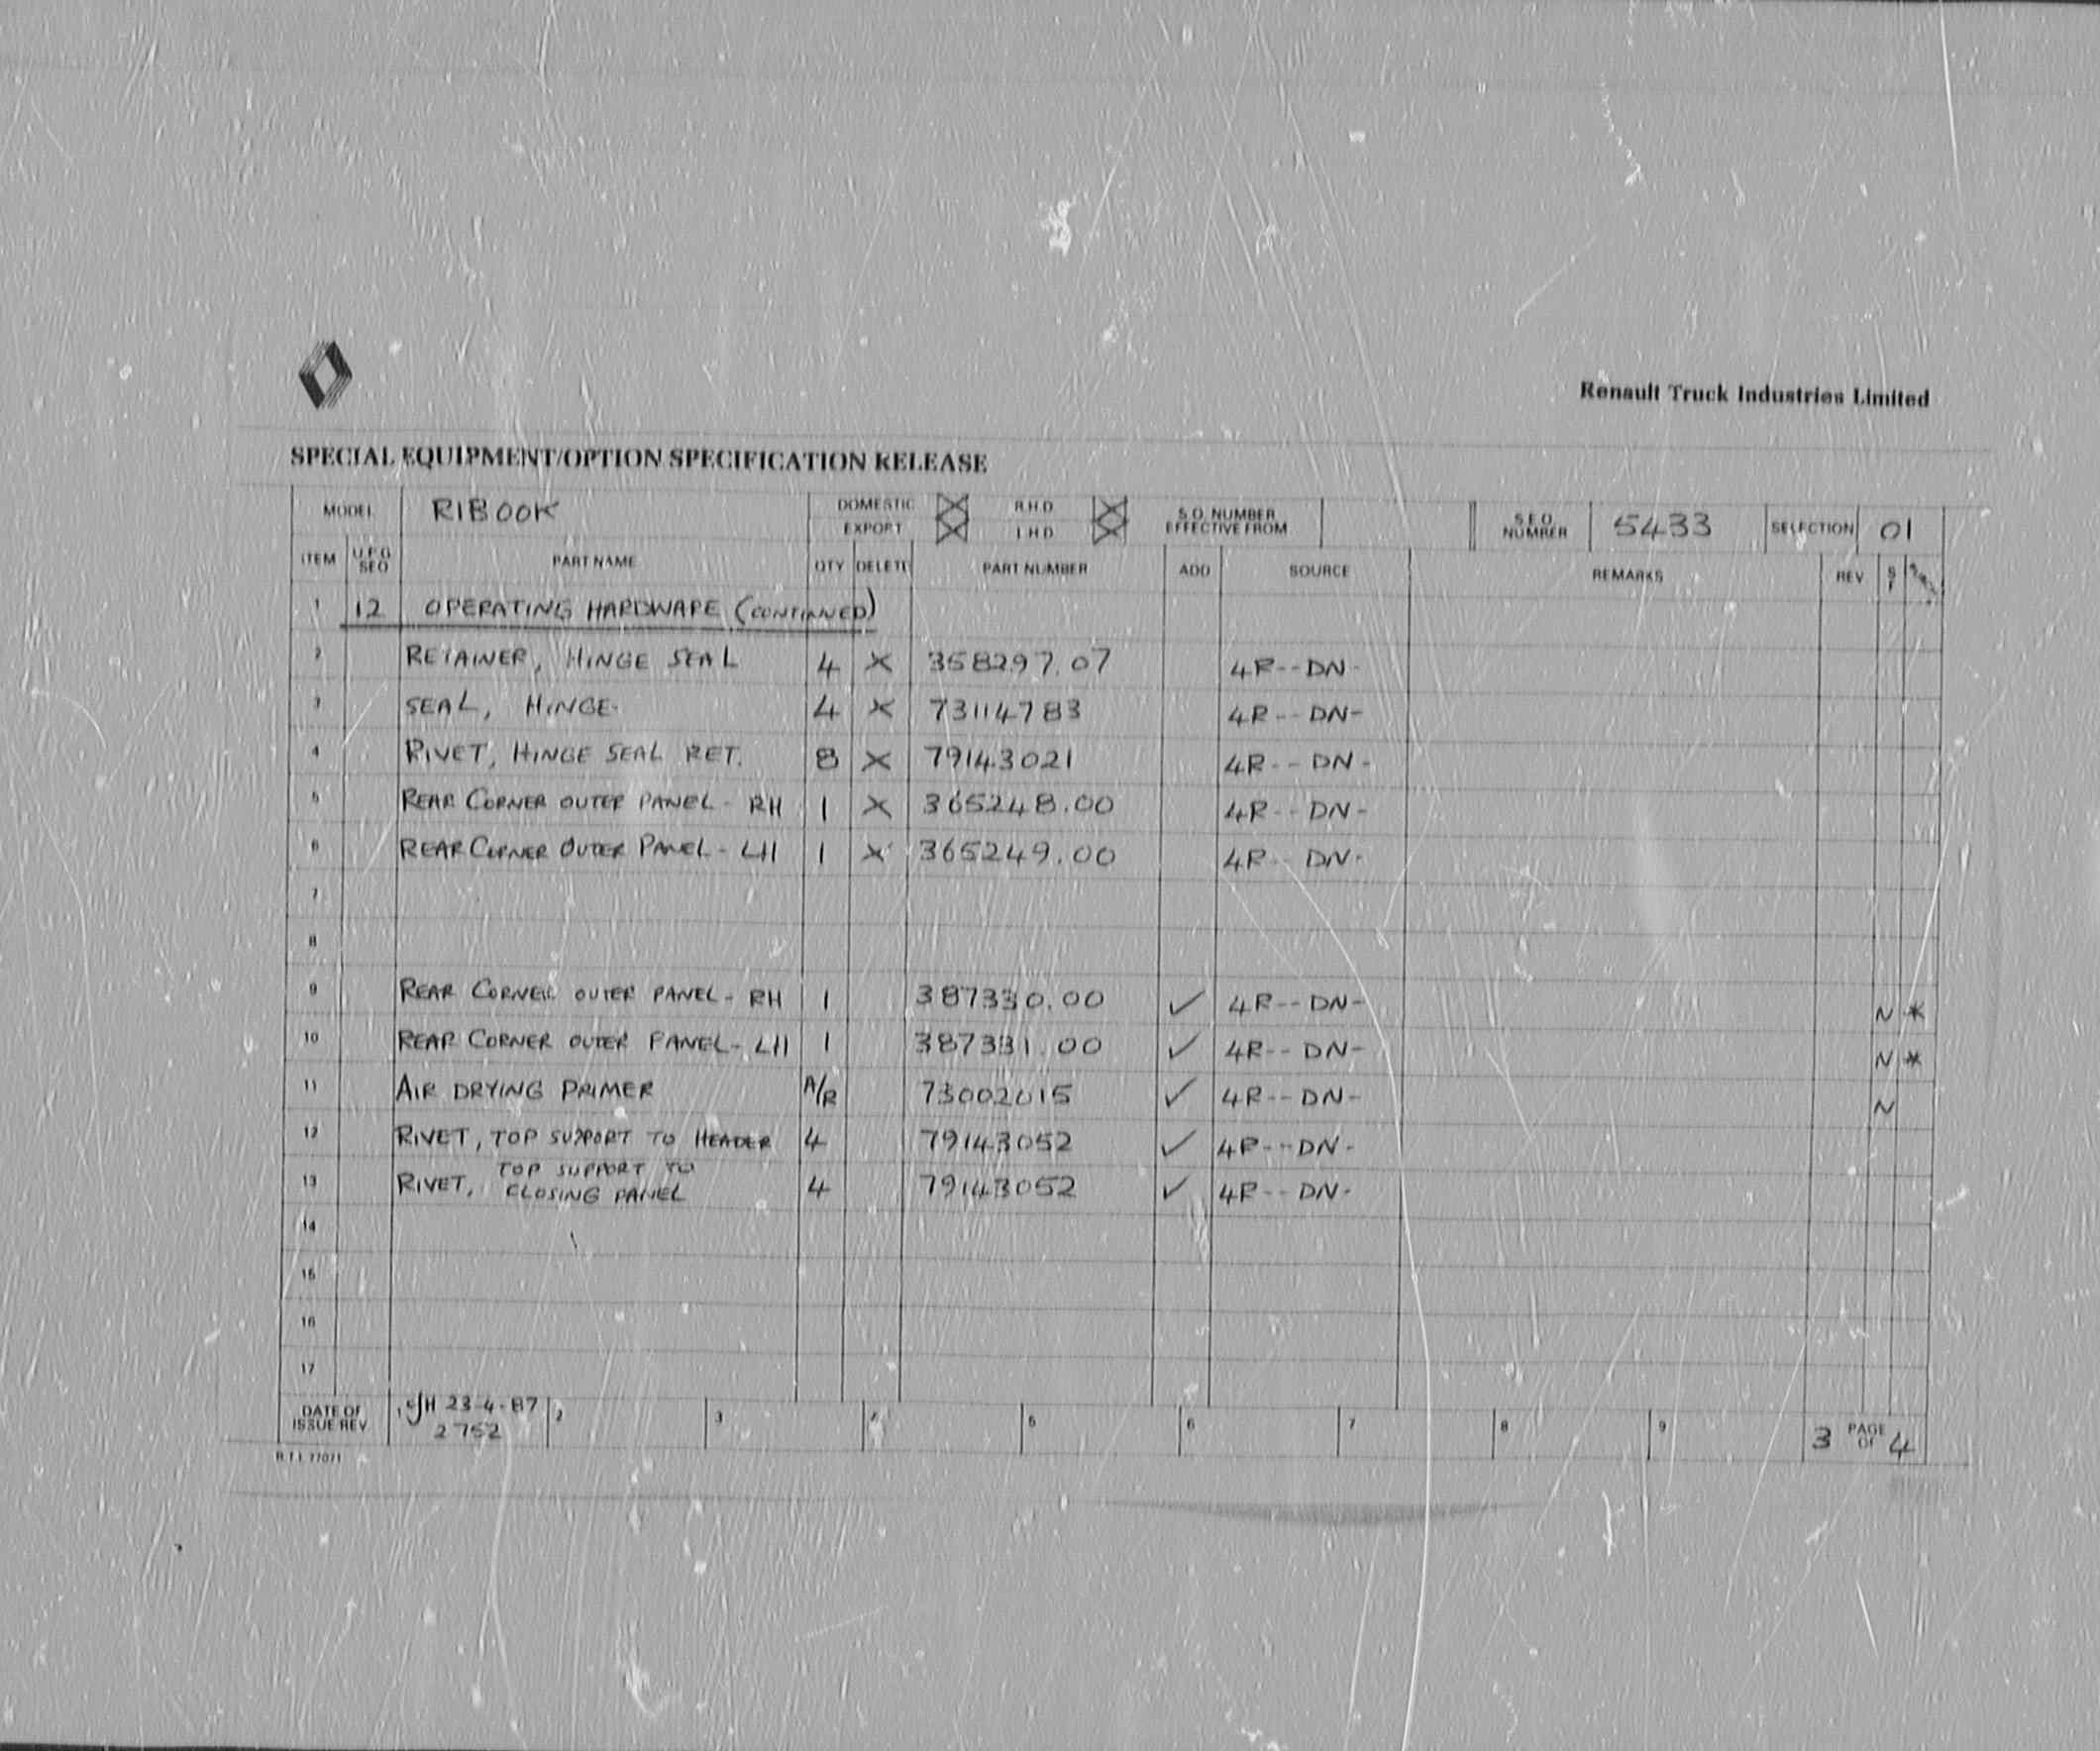 Renault Truck Industries Limited
SPECIAL EQUIPMENT/OPTION SPECIFICATION RELEASE
MODEL R1BOOK DOMESTIC R H D S.O. NUMBER S.E.O. 5433 SELECTION 01
EXPORT L H D EFFECTIVE FROM NUMBER
ITEM U.P.G SEQ PART NAME QTY DELETE PART NUMBER ADD SOURCE REMARKS REV S I
1 12 OPERATING HARDWARE (CONTINNED)
2 RETAINER, HINGE SEAL 4 X 358297.07 4R--DN-
3 SEAL, HINGE- 4 X 73114783 4R--DN-
4 RIVET, HINGE SEAL RET. 8 X 79143021 4R--DN-
5 REAR CORNER OUTER PANEL- RH 1 X 365248.00 4R--DN-
6 REAR CORNER OUTER PANEL- LH 1 X 365249.00 4R--DN-
7
8
9 REAR CORNER OUTER PANEL- RH 1 387330.00 ✓ 4R--DN- N *
10 REAR CORNER OUTER PANEL- LH 1 387331.00 ✓ 4R--DN- N *
11 AIR DRYING PRIMER A/R 73002015 ✓ 4R--DN- N
12 RIVET, TOP SUPPORT TO HEADER 4 79143052 ✓ 4R--DN-
13 RIVET, TOP SUPPORT TO CLOSING PANEL 4 79143052 ✓ 4R--DN-
14
15
16
17
DATE OF ISSUE REV 1 JH 23-4-87 2 3 4 5 6 7 8 9 3 PAGE OF 4
2752
R.T.I. 77071